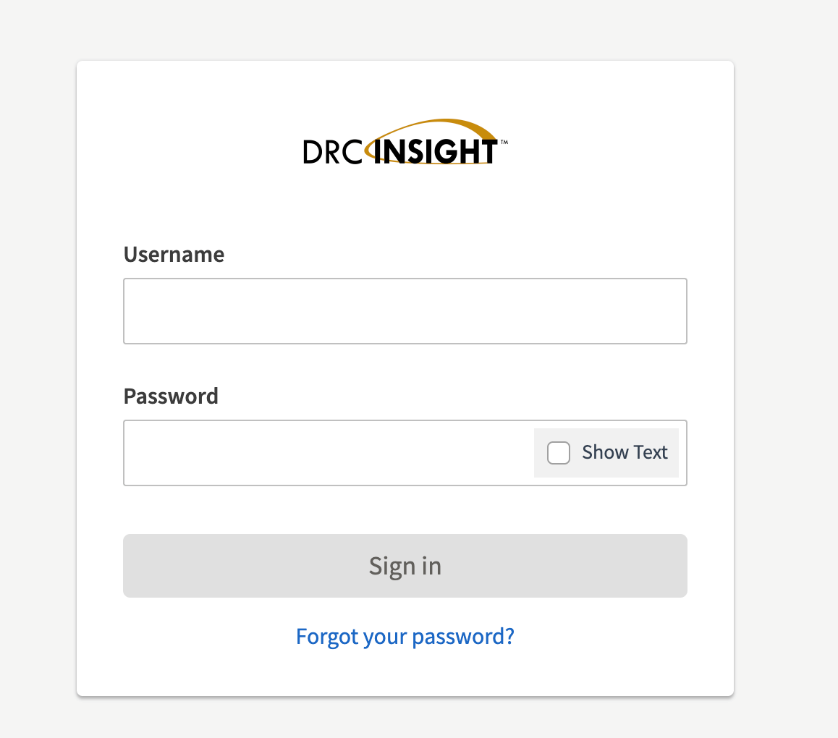 DRC INSIGHT™
Username
Password
Show Text
Sign in
Forgot your password?